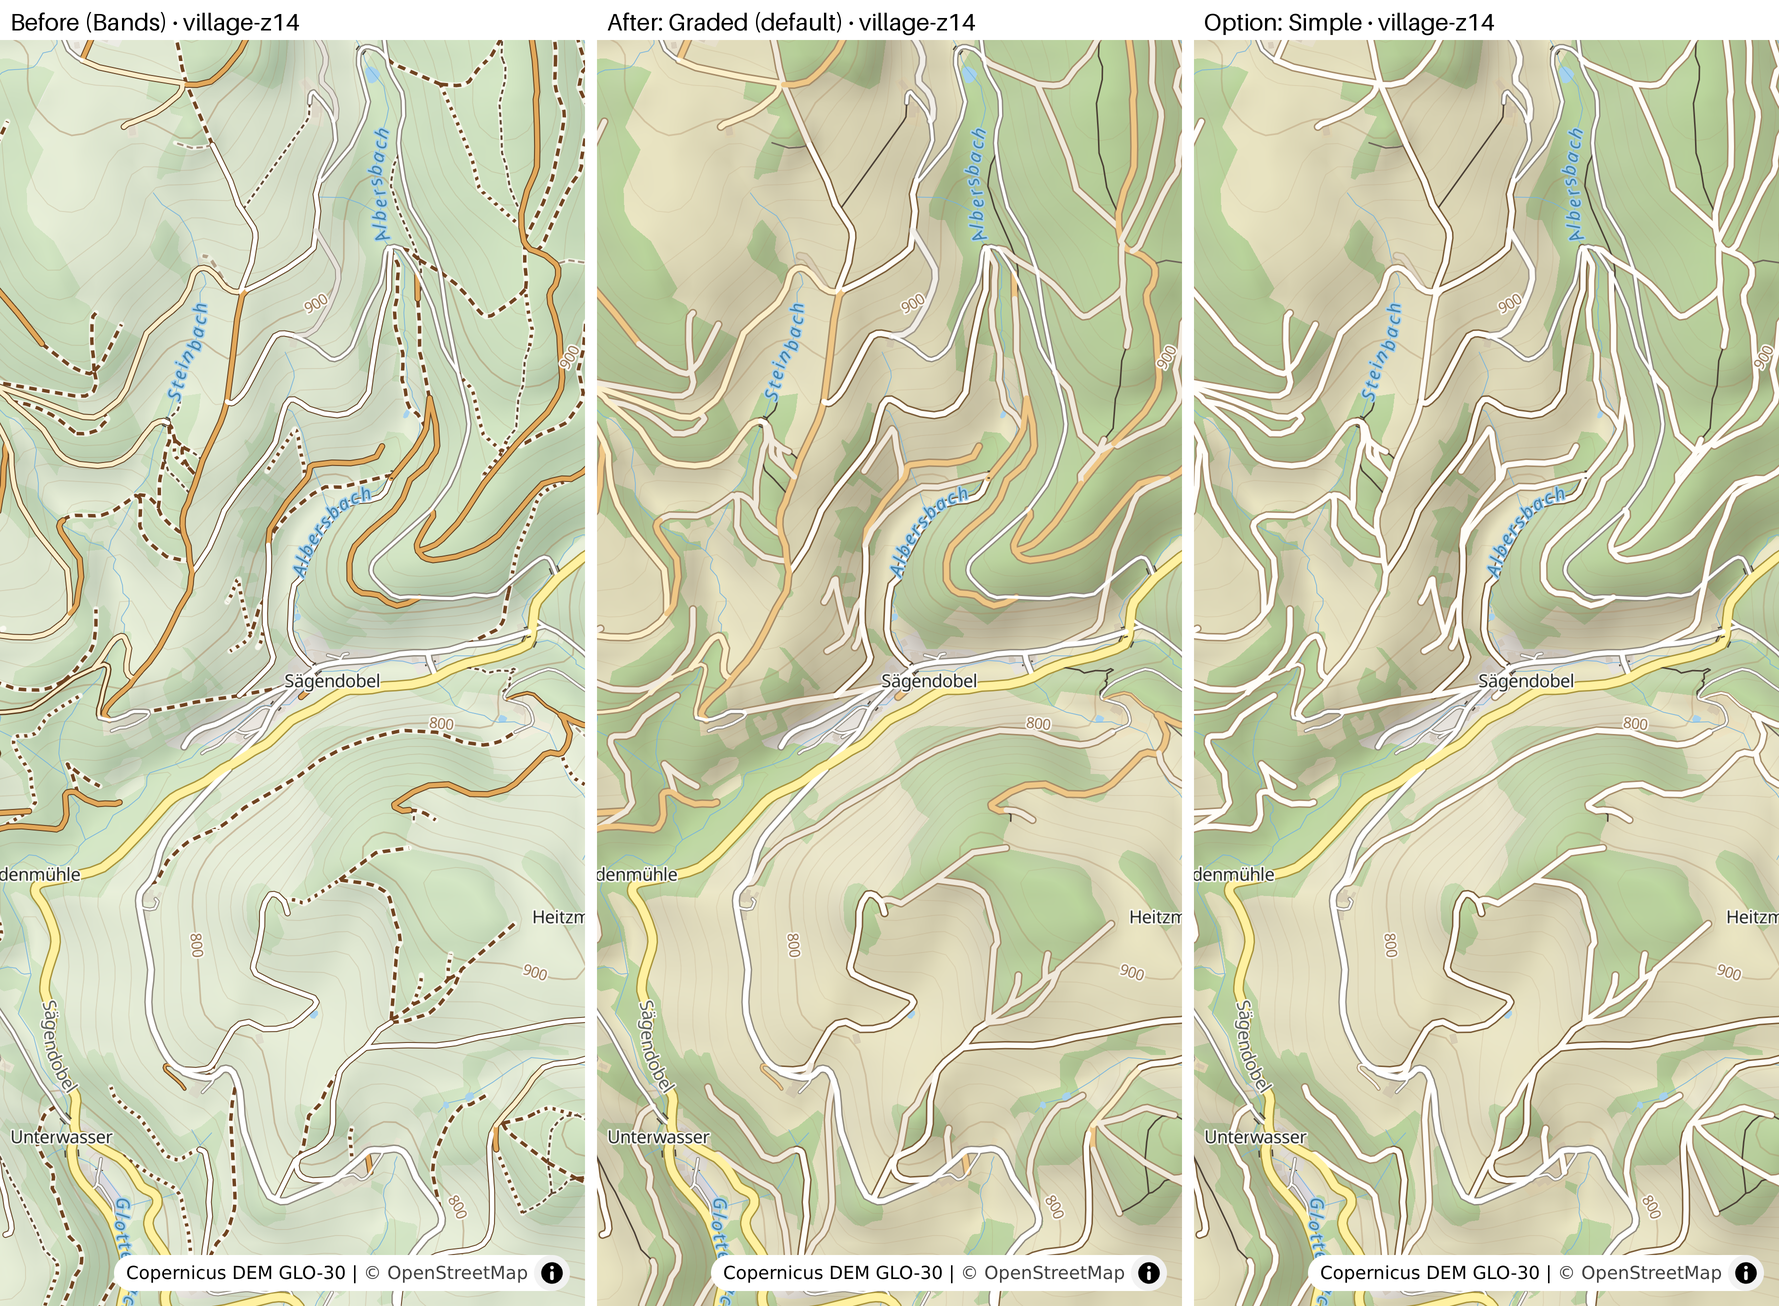 Before (Bands) · village-z14
After: Graded (default) · village-z14
Option: Simple · village-z14
Albersbach
900
Steinbach
900
Albersbach
Sägendobel
800
denmühle
Heitzm
800
900
Sägendobel
Unterwasser
800
Glotte
Copernicus DEM GLO-30 | © OpenStreetMap
Albersbach
900
Steinbach
900
Albersbach
Sägendobel
800
denmühle
Heitzm
800
900
Sägendobel
Unterwasser
800
Glotte
Copernicus DEM GLO-30 | © OpenStreetMap
Albersbach
900
Steinbach
900
Albersbach
Sägendobel
800
denmühle
Heitzm
800
900
Sägendobel
Unterwasser
800
Glotte
Copernicus DEM GLO-30 | © OpenStreetMap